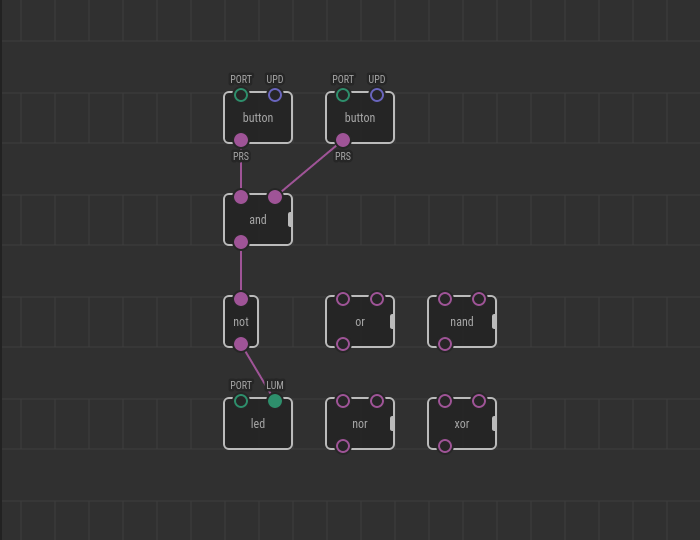 PORT UPD PORT UPD
button button
PRS PRS
and
not or nand
PORT LUM
led nor xor